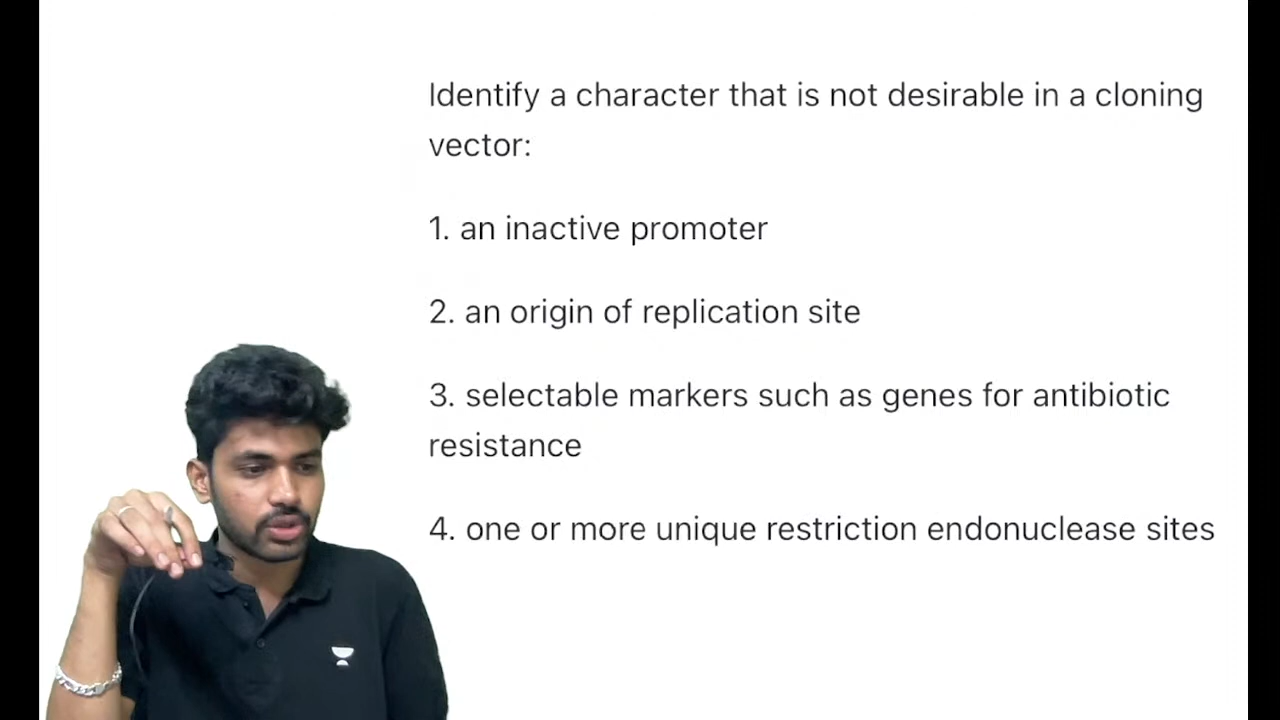 Identify a character that is not desirable in a cloning
vector:
1. an inactive promoter
2. an origin of replication site
3. selectable markers such as genes for antibiotic
resistance
4. one or more unique restriction endonuclease sites